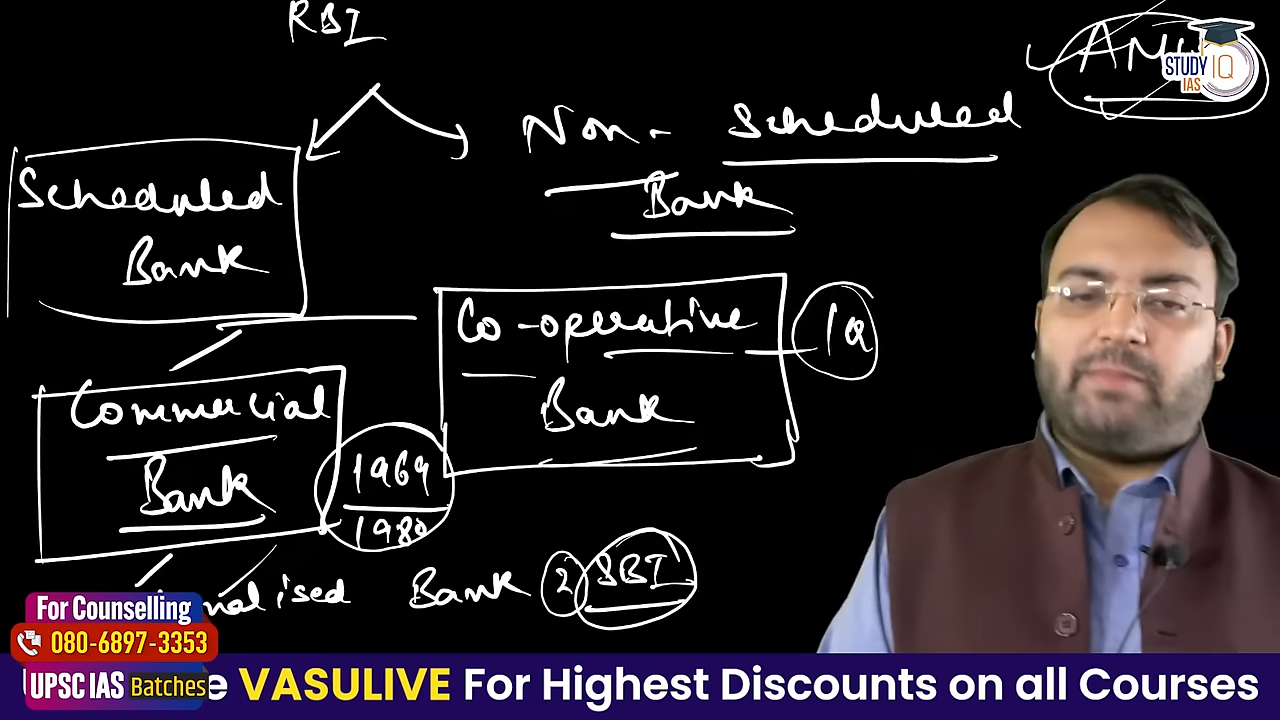 RBI
STUDY IQ
IAS
Non- Scheduled
Bank
Scheduled
Bank
Co-operative
Bank
Commercial
Bank
1969
1980
nalised Bank 2 SBI
For Counselling
080-6897-3353
UPSC IAS Batches
e VASULIVE For Highest Discounts on all Courses